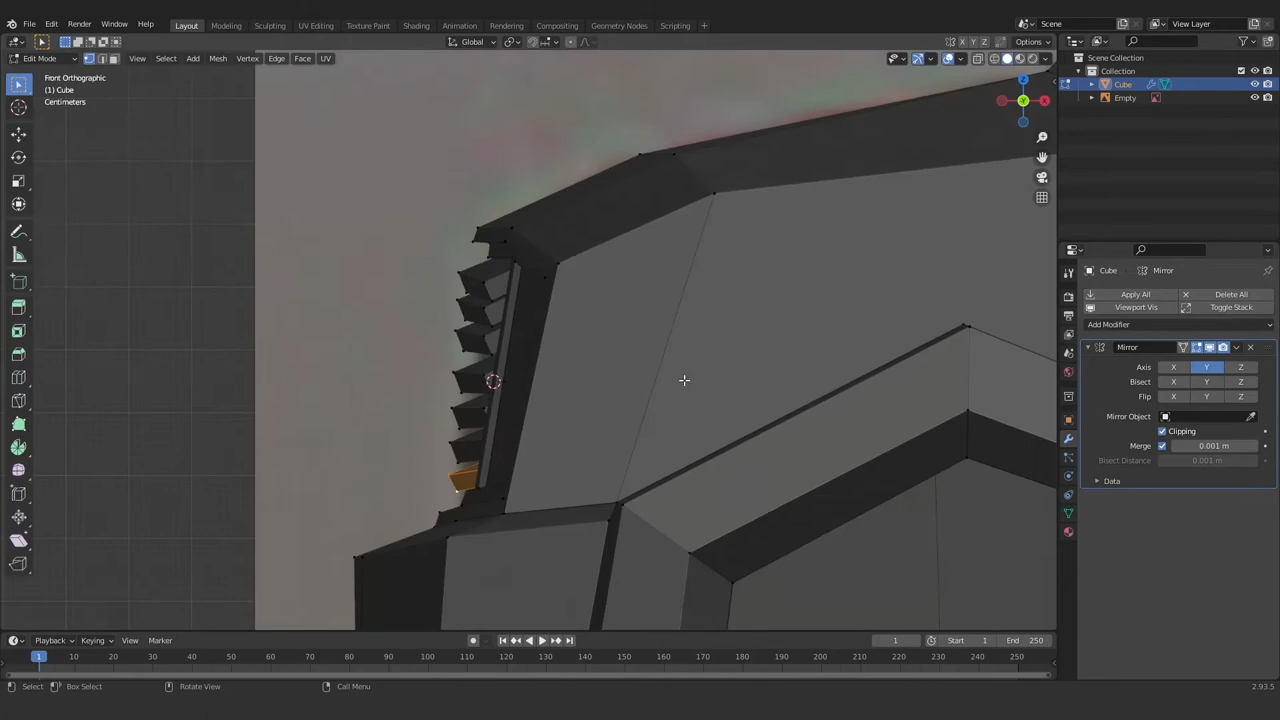 File Edit Render Window Help Layout Modeling Sculpting UV Editing Texture Paint Shading Animation Rendering Compositing Geometry Nodes Scripting Scene View Layer
Global X Y Z Options
Edit Mode View Select Add Mesh Vertex Edge Face UV
Front Orthographic
(1) Cube
Centimeters
Z
Y
X
Scene Collection
Collection
Cube
Empty
Cube Mirror
Apply All Delete All
Viewport Vis Toggle Stack
Add Modifier
Mirror
Axis X Y Z
Bisect X Y Z
Flip X Y Z
Mirror Object
Clipping
Merge 0.001 m
Bisect Distance 0.001 m
Data
Playback Keying View Marker 1 Start 1 End 250
1 10 20 30 40 50 60 70 80 90 100 110 120 130 140 150 160 170 180 190 200 210 220 230 240 250
Select Box Select Rotate View Call Menu 2.93.5